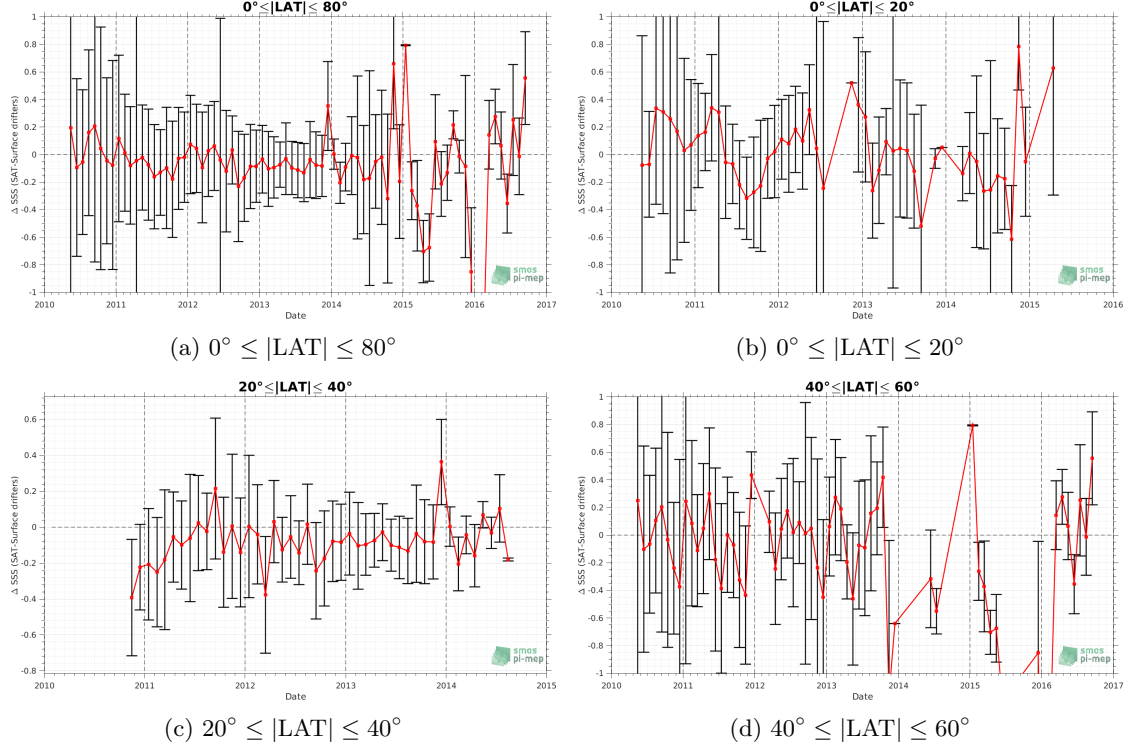 0°≤|LAT|≤ 80°
Δ SSS (SAT-Surface drifters)
1
0.8
0.6
0.4
0.2
0
-0.2
-0.4
-0.6
-0.8
-1
2010 2011 2012 2013 2014 2015 2016 2017
Date
smos
pi-mep
(a) 0° ≤ |LAT| ≤ 80°
0°≤|LAT|≤ 20°
Δ SSS (SAT-Surface drifters)
1
0.8
0.6
0.4
0.2
0
-0.2
-0.4
-0.6
-0.8
-1
2010 2011 2012 2013 2014 2015 2016
Date
smos
pi-mep
(b) 0° ≤ |LAT| ≤ 20°
20°≤|LAT|≤ 40°
Δ SSS (SAT-Surface drifters)
0.6
0.4
0.2
0
-0.2
-0.4
-0.6
-0.8
2010 2011 2012 2013 2014 2015
Date
smos
pi-mep
(c) 20° ≤ |LAT| ≤ 40°
40°≤|LAT|≤ 60°
Δ SSS (SAT-Surface drifters)
1
0.8
0.6
0.4
0.2
0
-0.2
-0.4
-0.6
-0.8
-1
2010 2011 2012 2013 2014 2015 2016 2017
Date
smos
pi-mep
(d) 40° ≤ |LAT| ≤ 60°